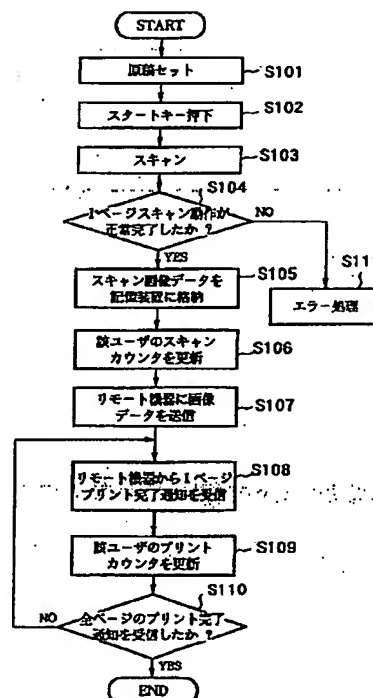 START
原稿セット
S101
スタートキー押下
S102
スキャン
S103
S104
1ページスキャン動作が
正常完了したか?
NO
YES
S111
エラー処理
スキャン画像データを
記憶装置に格納
S105
該ユーザのスキャン
カウンタを更新
S106
リモート機器に画像
データを送信
S107
リモート機器から1ページ
プリント完了通知を受信
S108
該ユーザのプリント
カウンタを更新
S109
S110
全ページのプリント完了
通知を受信したか?
NO
YES
END